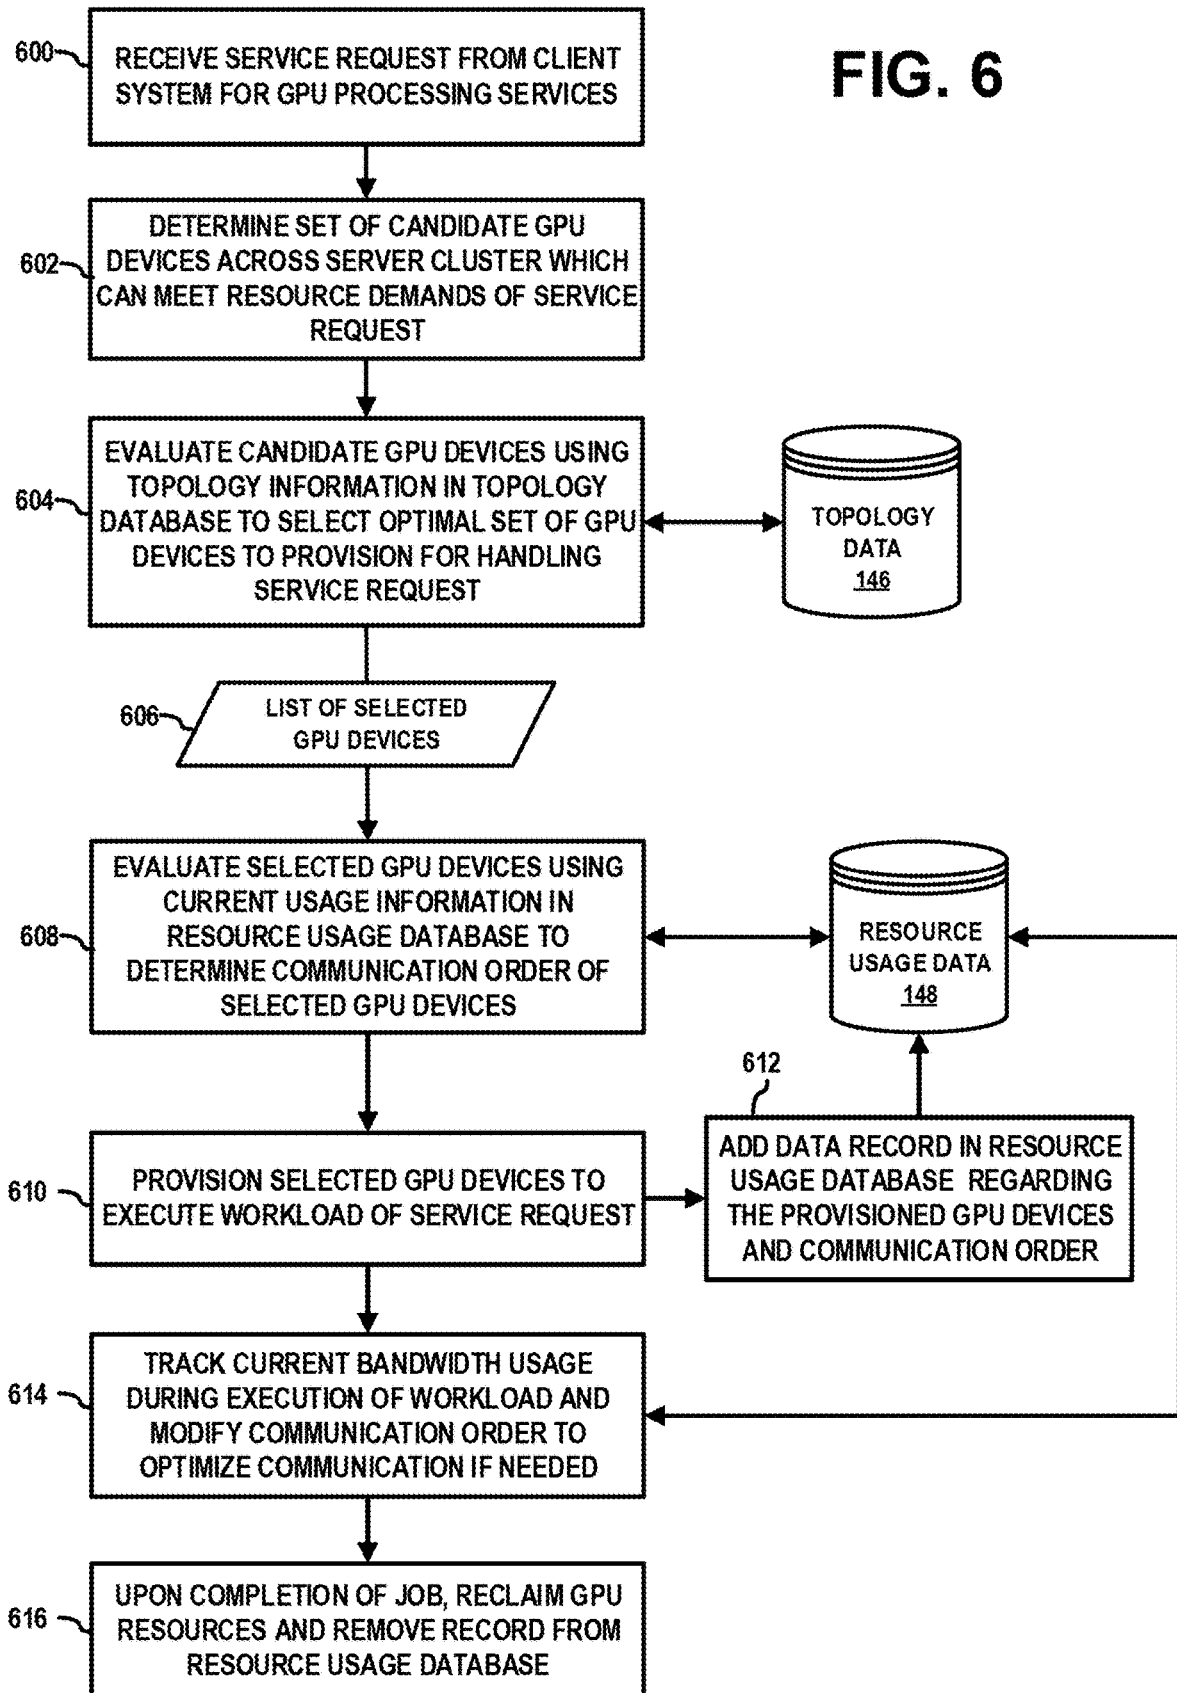 FIG. 6
600
RECEIVE SERVICE REQUEST FROM CLIENT
SYSTEM FOR GPU PROCESSING SERVICES
602
DETERMINE SET OF CANDIDATE GPU
DEVICES ACROSS SERVER CLUSTER WHICH
CAN MEET RESOURCE DEMANDS OF SERVICE
REQUEST
604
EVALUATE CANDIDATE GPU DEVICES USING
TOPOLOGY INFORMATION IN TOPOLOGY
DATABASE TO SELECT OPTIMAL SET OF GPU
DEVICES TO PROVISION FOR HANDLING
SERVICE REQUEST
TOPOLOGY
DATA
146
606
LIST OF SELECTED
GPU DEVICES
608
EVALUATE SELECTED GPU DEVICES USING
CURRENT USAGE INFORMATION IN
RESOURCE USAGE DATABASE TO
DETERMINE COMMUNICATION ORDER OF
SELECTED GPU DEVICES
RESOURCE
USAGE DATA
148
610
PROVISION SELECTED GPU DEVICES TO
EXECUTE WORKLOAD OF SERVICE REQUEST
612
ADD DATA RECORD IN RESOURCE
USAGE DATABASE REGARDING
THE PROVISIONED GPU DEVICES
AND COMMUNICATION ORDER
614
TRACK CURRENT BANDWIDTH USAGE
DURING EXECUTION OF WORKLOAD AND
MODIFY COMMUNICATION ORDER TO
OPTIMIZE COMMUNICATION IF NEEDED
616
UPON COMPLETION OF JOB, RECLAIM GPU
RESOURCES AND REMOVE RECORD FROM
RESOURCE USAGE DATABASE